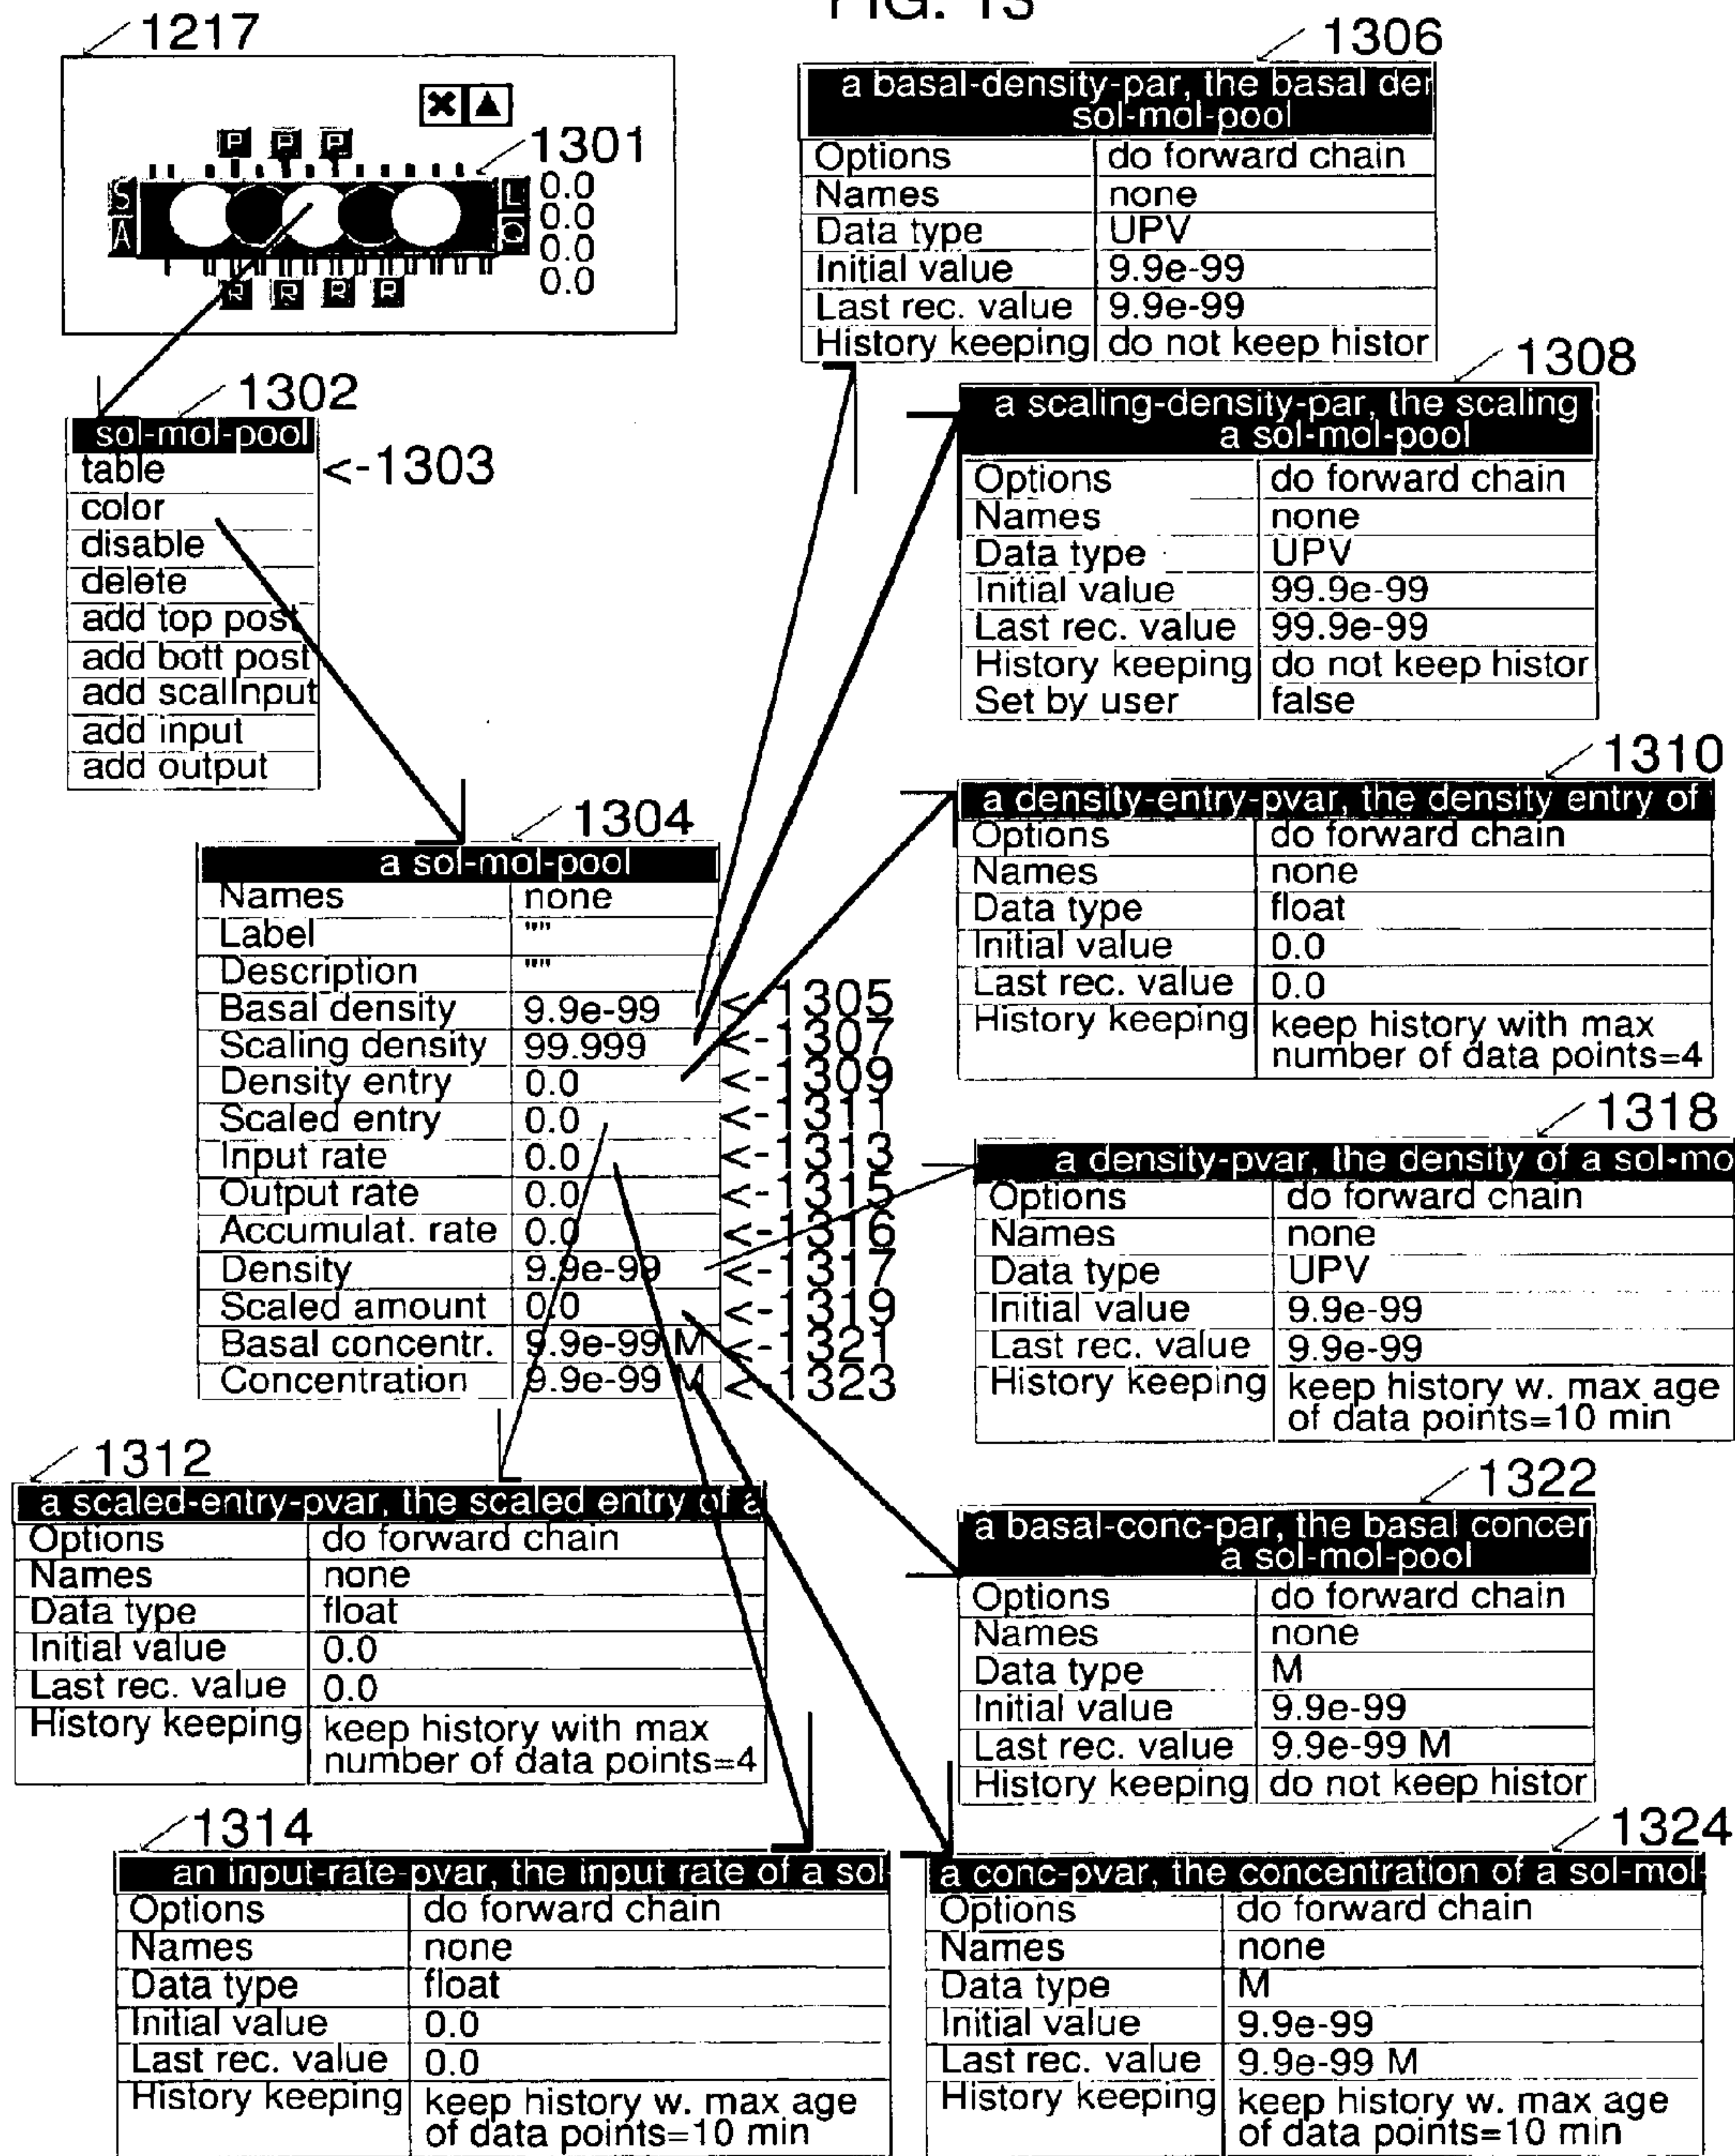 FIG. 13
1217
P P P
1301
S
A
L
Q
0.0
0.0
0.0
0.0
R R R R
1302
sol-mol-pool
table
<-1303
color
disable
delete
add top post
add bott post
add scalInput
add input
add output
1304
a sol-mol-pool
Names none
Label ""
Description ""
Basal density 9.9e-99 <-1305
Scaling density 99.999 <-1307
Density entry 0.0 <-1309
Scaled entry 0.0 <-1311
Input rate 0.0 <-1313
Output rate 0.0 <-1315
Accumulat. rate 0.0 <-1316
Density 9.9e-99 <-1317
Scaled amount 0.0 <-1319
Basal concentr. 9.9e-99 M <-1321
Concentration 9.9e-99 M <-1323
1306
a basal-density-par, the basal der
sol-mol-pool
Options do forward chain
Names none
Data type UPV
Initial value 9.9e-99
Last rec. value 9.9e-99
History keeping do not keep histor
1308
a scaling-density-par, the scaling
a sol-mol-pool
Options do forward chain
Names none
Data type UPV
Initial value 99.9e-99
Last rec. value 99.9e-99
History keeping do not keep histor
Set by user false
1310
a density-entry-pvar, the density entry of
Options do forward chain
Names none
Data type float
Initial value 0.0
Last rec. value 0.0
History keeping keep history with max
number of data points=4
1318
a density-pvar, the density of a sol-mo
Options do forward chain
Names none
Data type UPV
Initial value 9.9e-99
Last rec. value 9.9e-99
History keeping keep history w. max age
of data points=10 min
1312
a scaled-entry-pvar, the scaled entry of a
Options do forward chain
Names none
Data type float
Initial value 0.0
Last rec. value 0.0
History keeping keep history with max
number of data points=4
1322
a basal-conc-par, the basal concer
a sol-mol-pool
Options do forward chain
Names none
Data type M
Initial value 9.9e-99
Last rec. value 9.9e-99 M
History keeping do not keep histor
1314
an input-rate-pvar, the input rate of a sol-
Options do forward chain
Names none
Data type float
Initial value 0.0
Last rec. value 0.0
History keeping keep history w. max age
of data points=10 min
1324
a conc-pvar, the concentration of a sol-mol-
Options do forward chain
Names none
Data type M
Initial value 9.9e-99
Last rec. value 9.9e-99 M
History keeping keep history w. max age
of data points=10 min